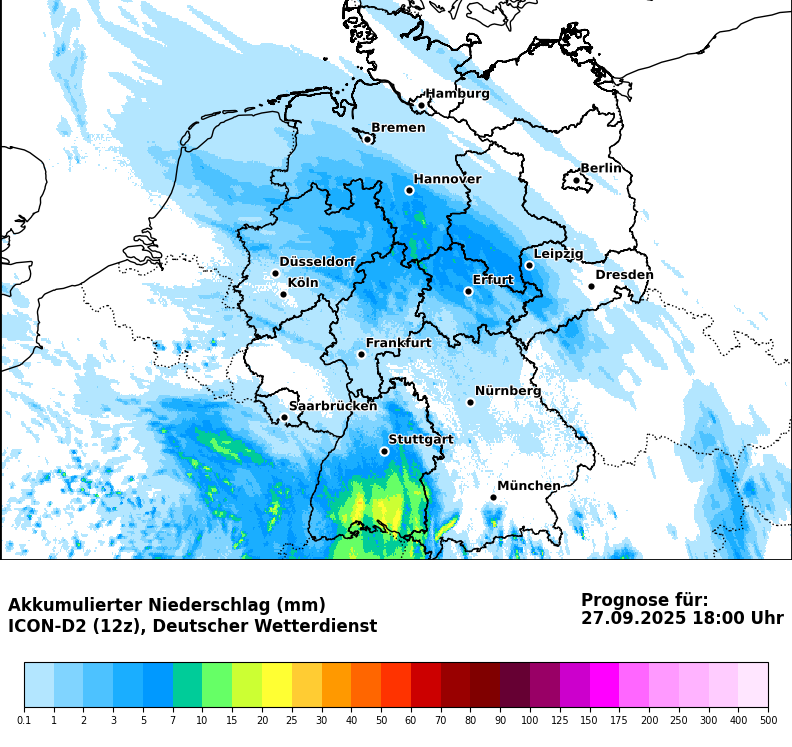 Hamburg
Bremen
Berlin
Hannover
Leipzig
Düsseldorf
Dresden
Erfurt
Köln
Frankfurt
Nürnberg
Saarbrücken
Stuttgart
München
Akkumulierter Niederschlag (mm)
ICON-D2 (12z), Deutscher Wetterdienst
Prognose für:
27.09.2025 18:00 Uhr
0.1 1 2 3 5 7 10 15 20 25 30 40 50 60 70 80 90 100 125 150 175 200 250 300 400 500